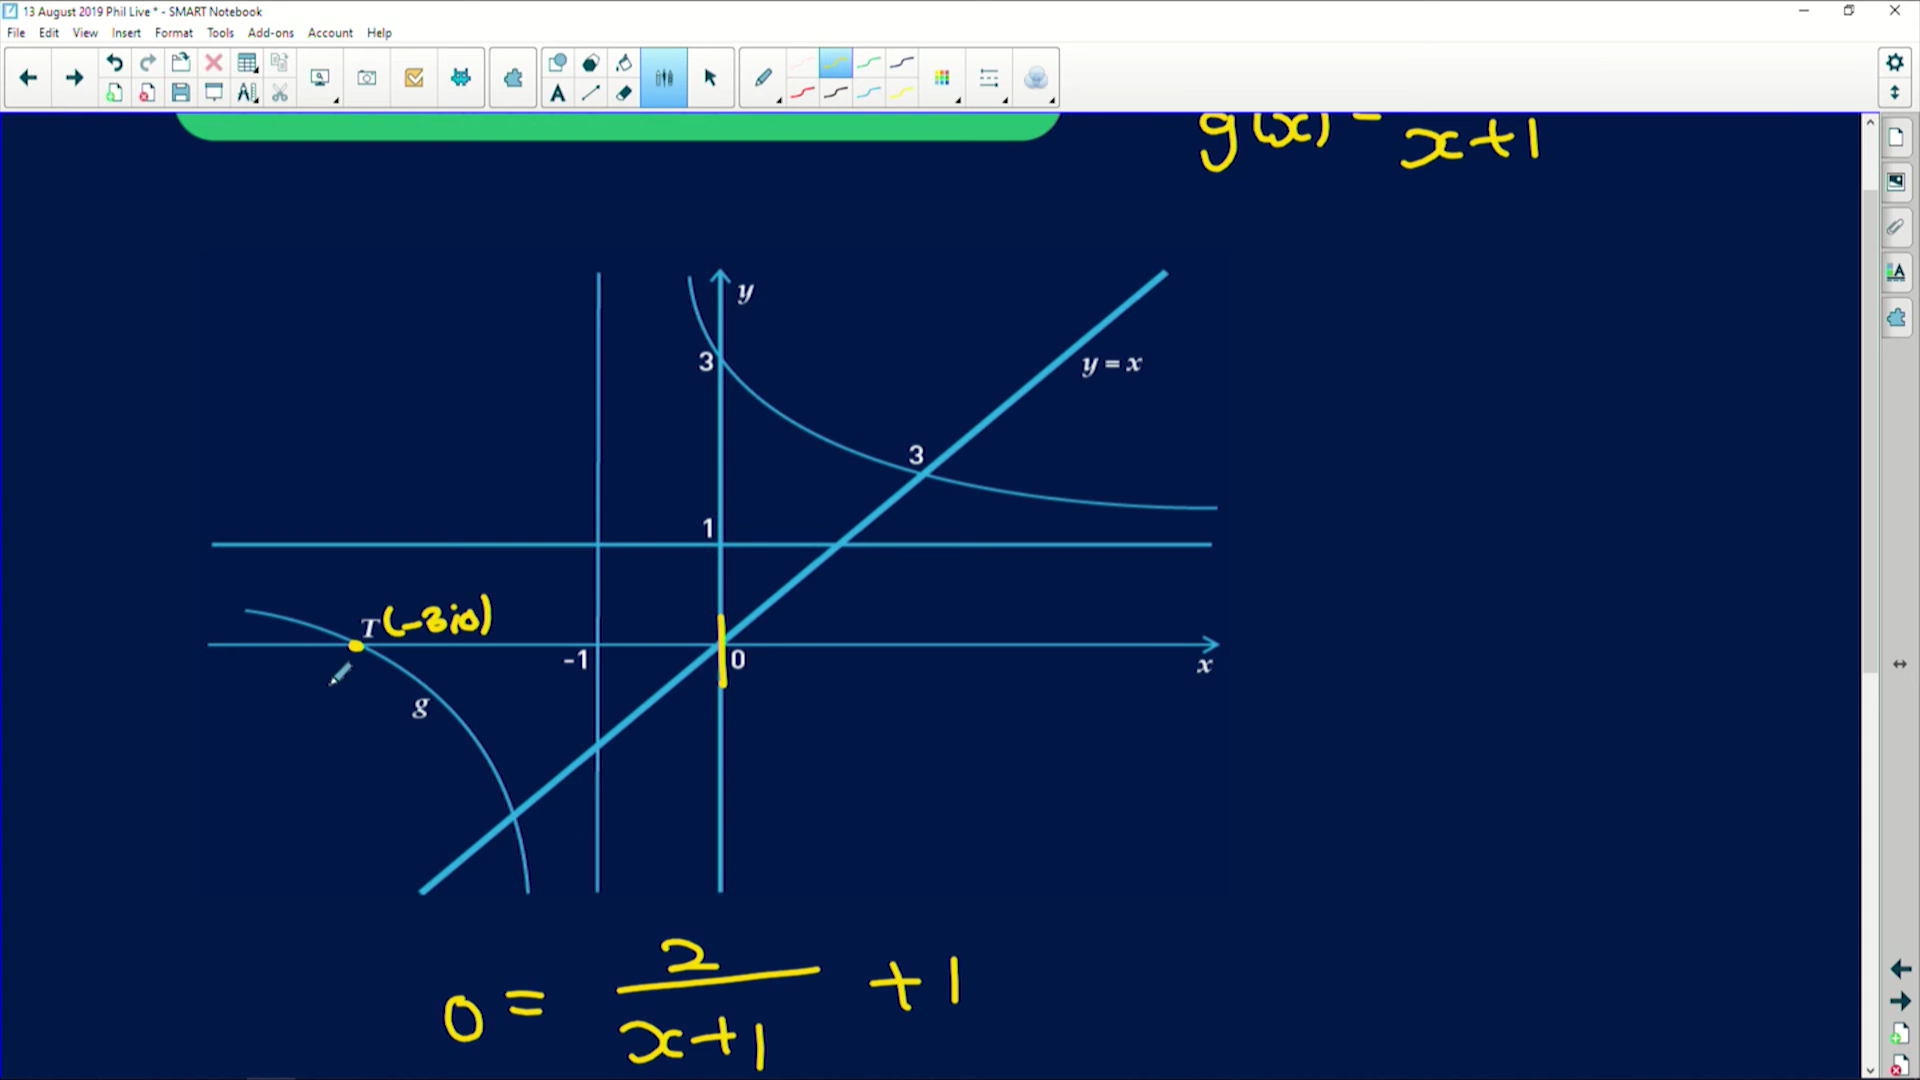 13 August 2019 Phil Live * - SMART Notebook
File Edit View Insert Format Tools Add-ons Account Help
g(x) =
x+1
y
3
y = x
3
1
T (-3;0)
-1
0
x
g
0 = 2/(x+1) + 1